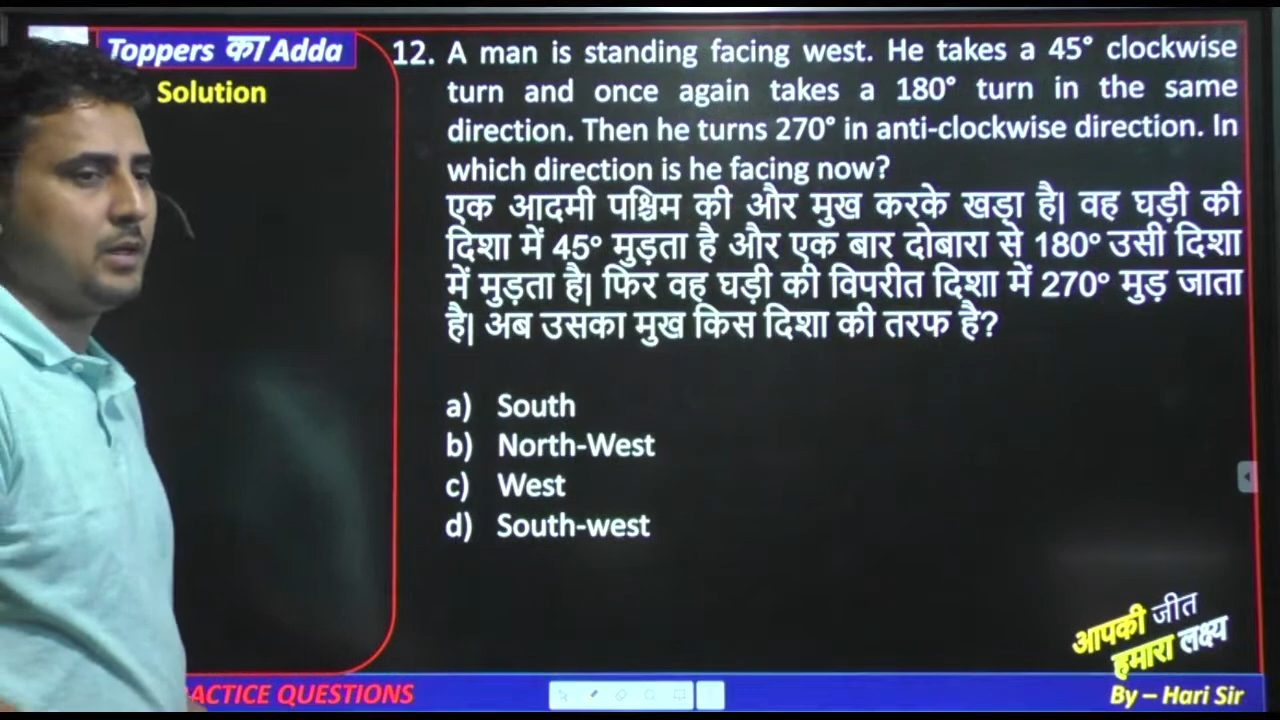 Toppers का Adda
Solution
12. A man is standing facing west. He takes a 45° clockwise
turn and once again takes a 180° turn in the same
direction. Then he turns 270° in anti-clockwise direction. In
which direction is he facing now?
एक आदमी पश्चिम की और मुख करके खड़ा है| वह घड़ी की
दिशा में 45° मुड़ता है और एक बार दोबारा से 180° उसी दिशा
में मुड़ता है| फिर वह घड़ी की विपरीत दिशा में 270° मुड़ जाता
है| अब उसका मुख किस दिशा की तरफ है?
a) South
b) North-West
c) West
d) South-west
आपकी जीत
हमारा लक्ष्य
ACTICE QUESTIONS
By – Hari Sir